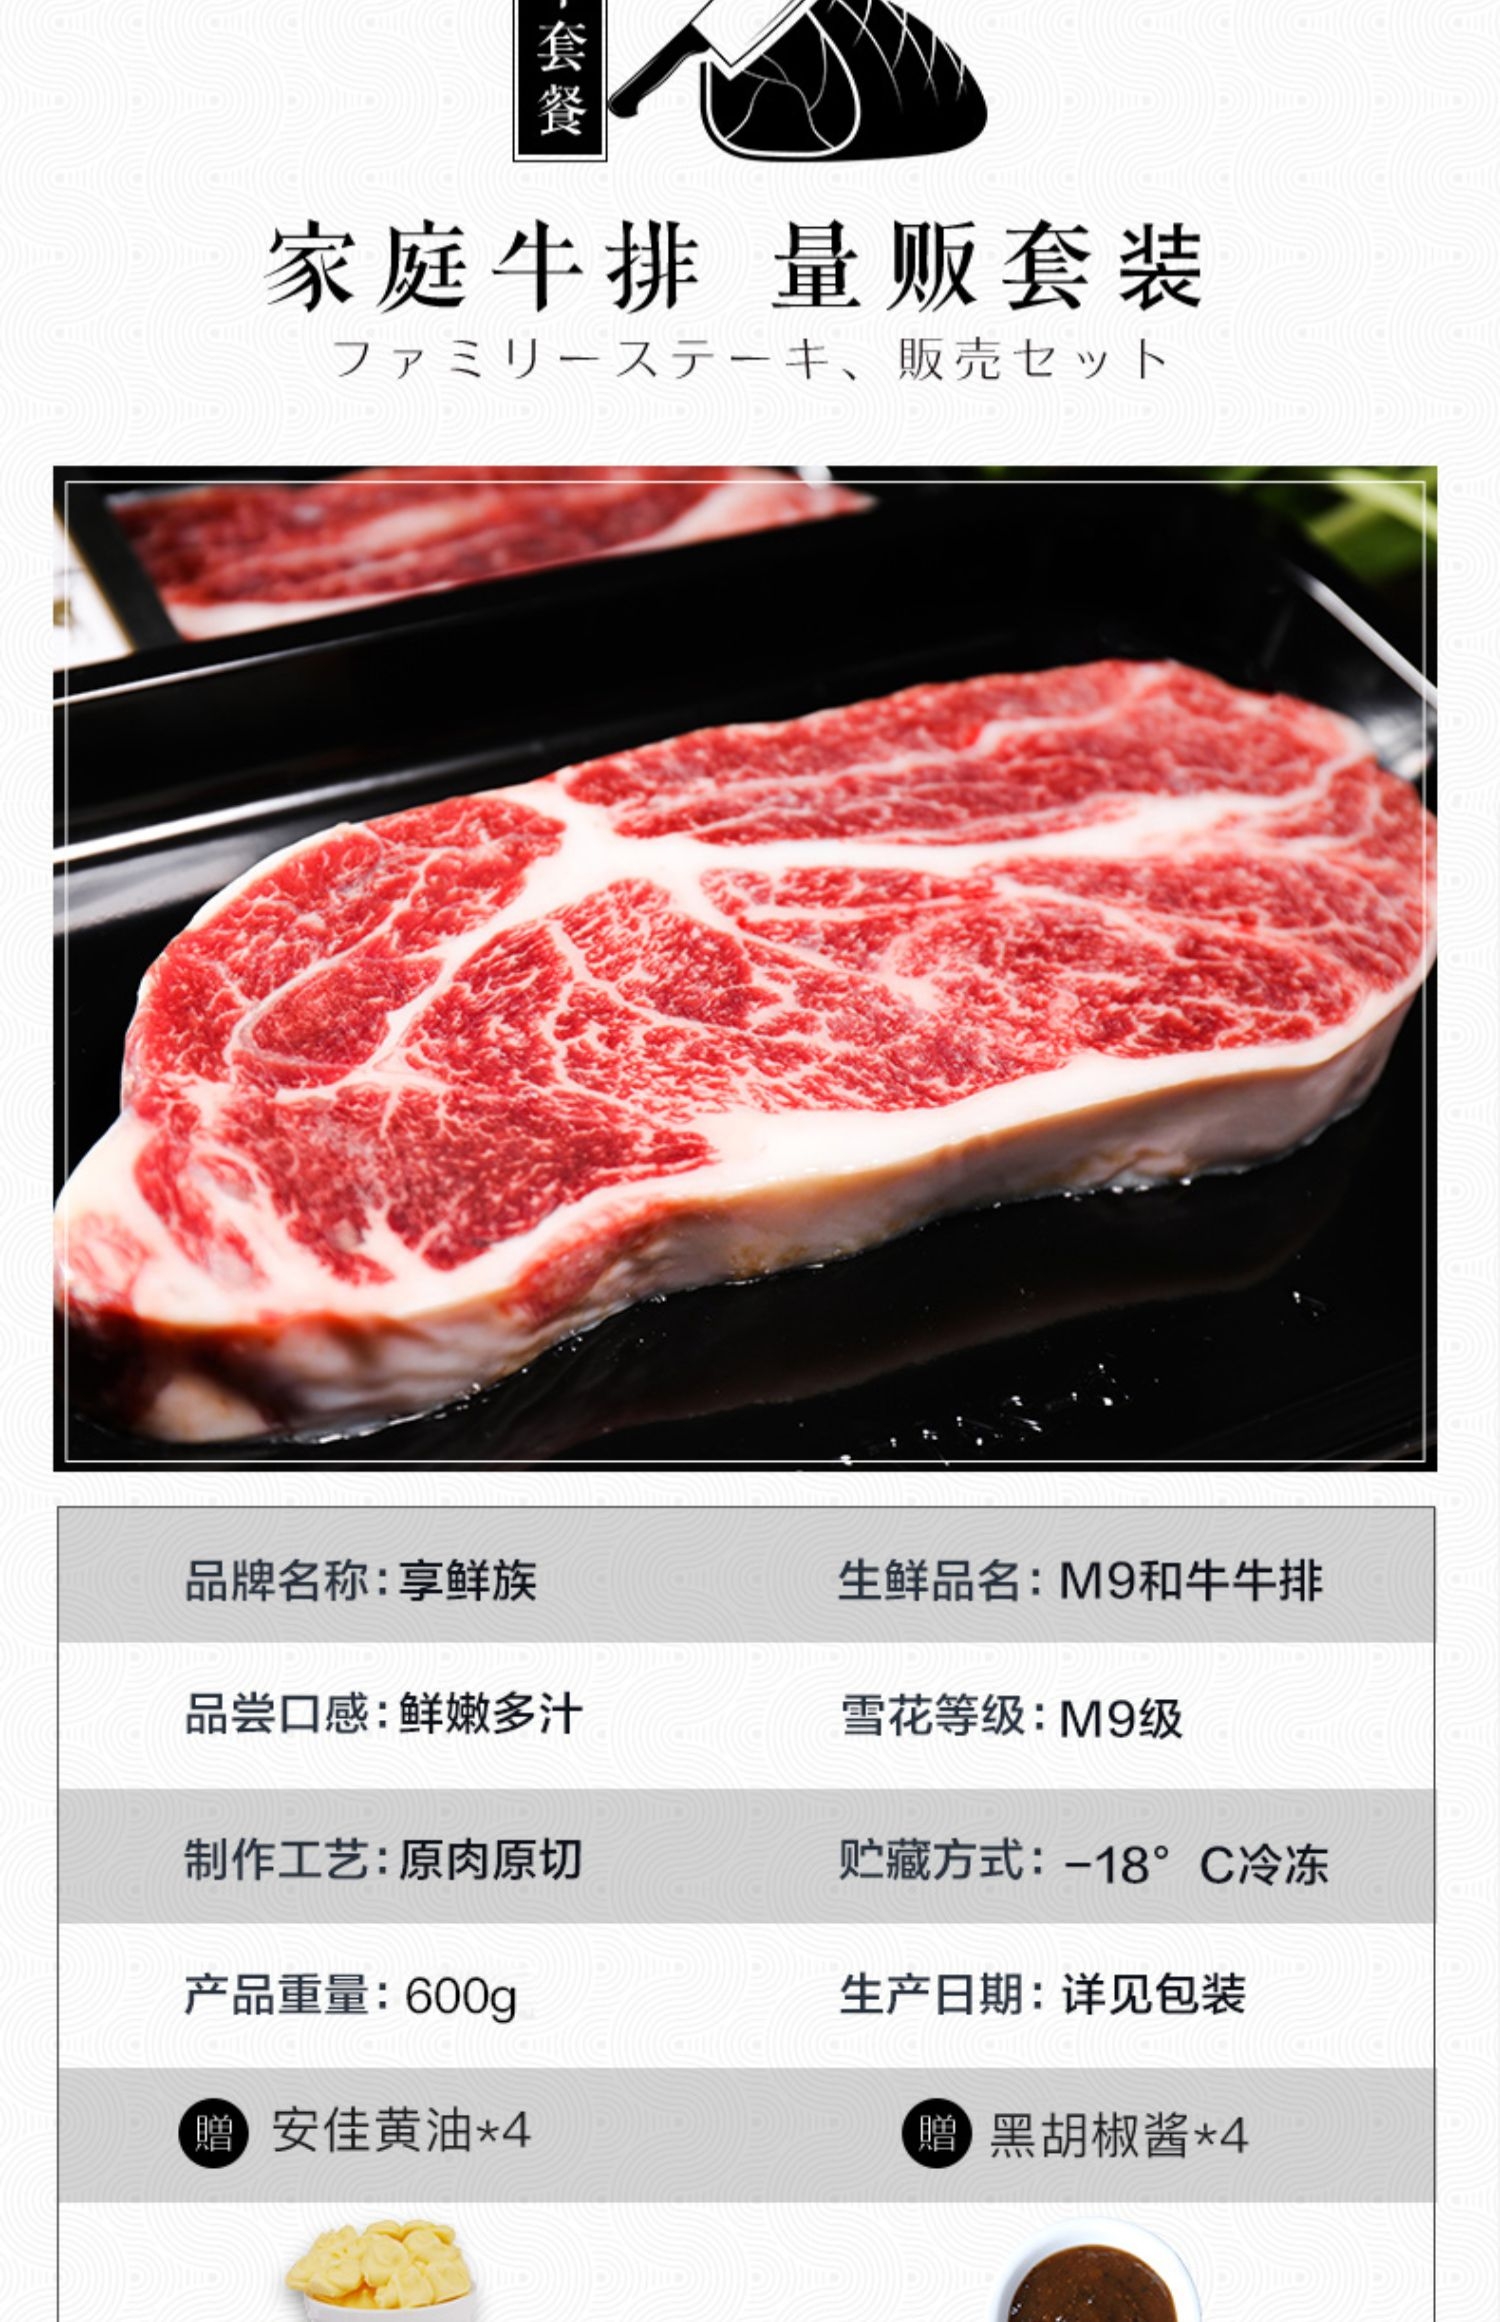 套餐
家庭牛排 量贩套装
ファミリーステーキ、販売セット
品牌名称：享鲜族
生鲜品名：M9和牛牛排
品尝口感：鲜嫩多汁
雪花等级：M9级
制作工艺：原肉原切
贮藏方式：-18° C冷冻
产品重量：600g
生产日期：详见包装
赠 安佳黄油*4
赠 黑胡椒酱*4